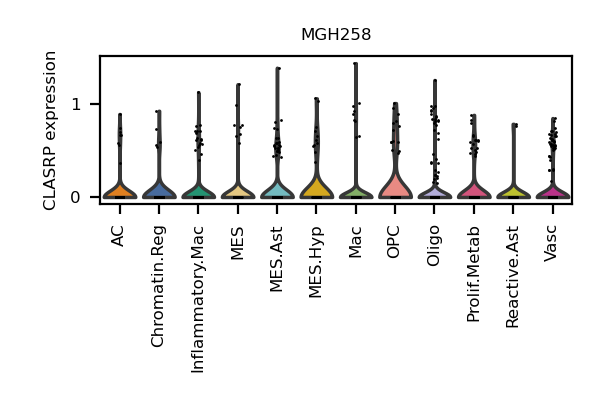 MGH258
CLASRP expression
1
0
AC
Chromatin.Reg
Inflammatory.Mac
MES
MES.Ast
MES.Hyp
Mac
OPC
Oligo
Prolif.Metab
Reactive.Ast
Vasc